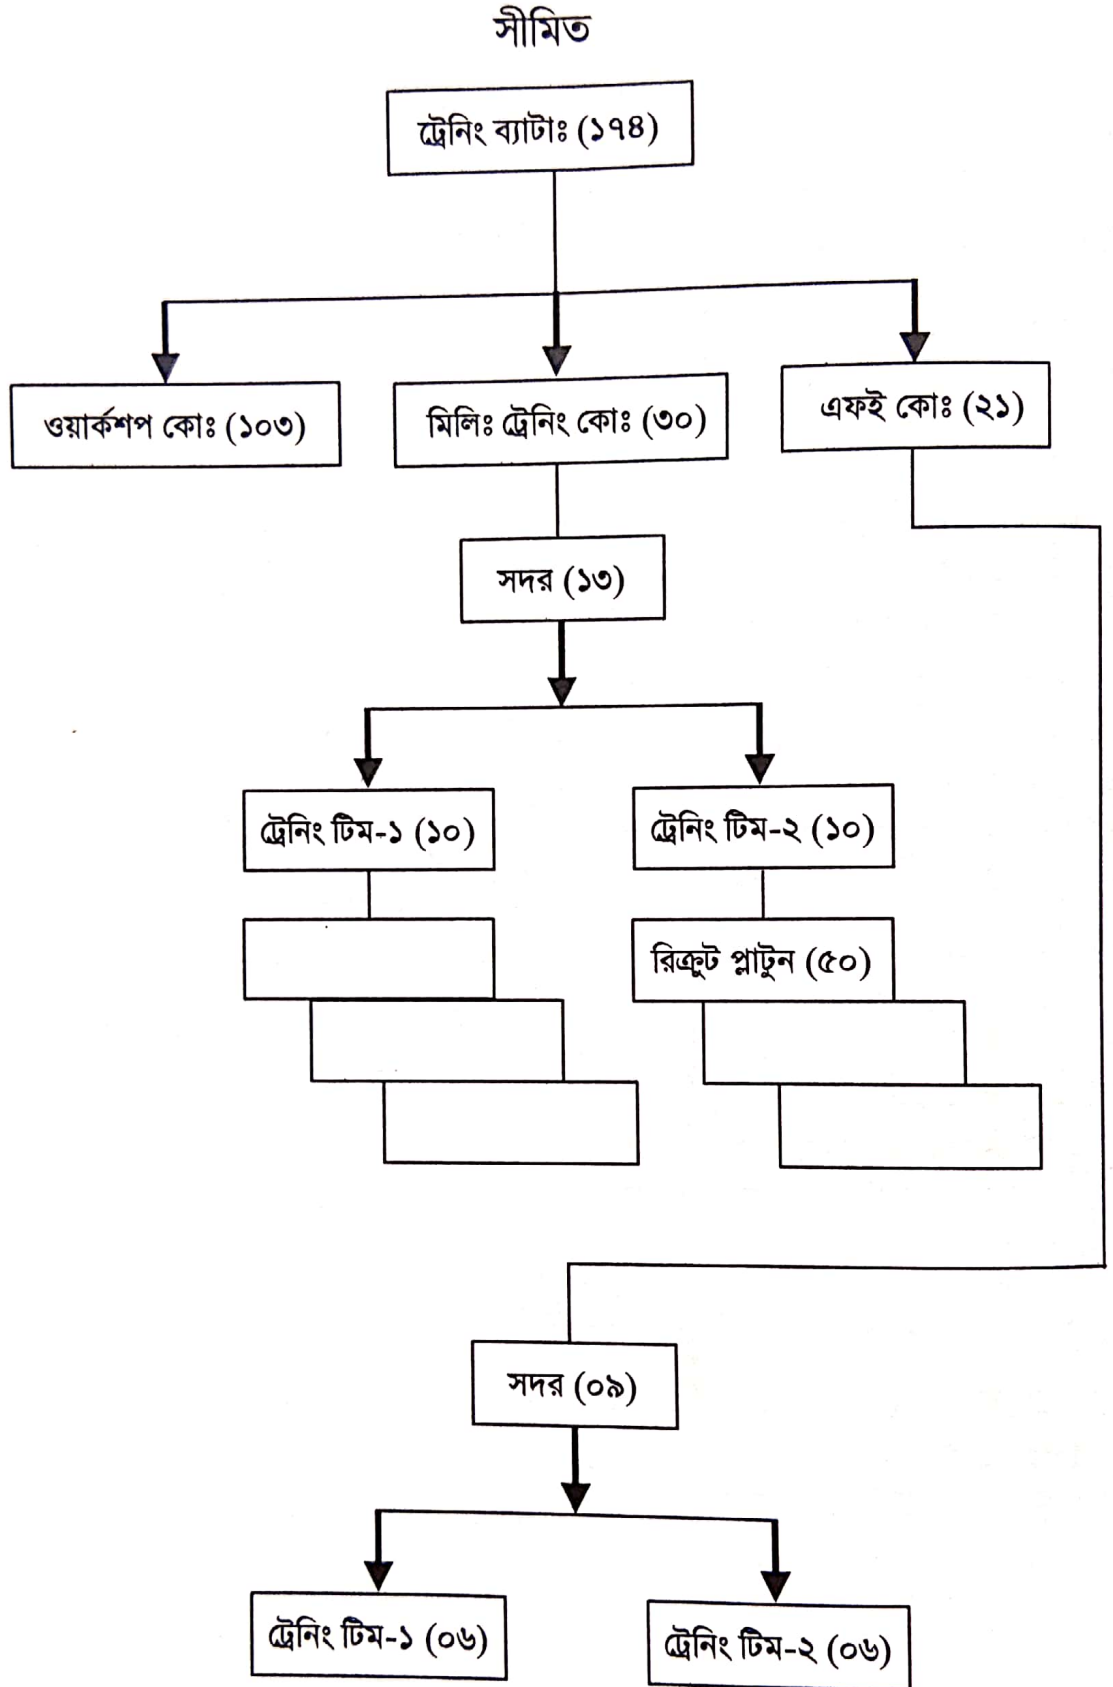 সীমিত
ট্রেনিং ব্যাটাঃ (১৭৪)
ওয়ার্কশপ কোঃ (১০৩)
মিলিঃ ট্রেনিং কোঃ (৩০)
এফই কোঃ (২১)
সদর (১৩)
ট্রেনিং টিম-১ (১০)
ট্রেনিং টিম-২ (১০)
রিক্রুট প্লাটুন (৫০)
সদর (০৯)
ট্রেনিং টিম-১ (০৬)
ট্রেনিং টিম-২ (০৬)